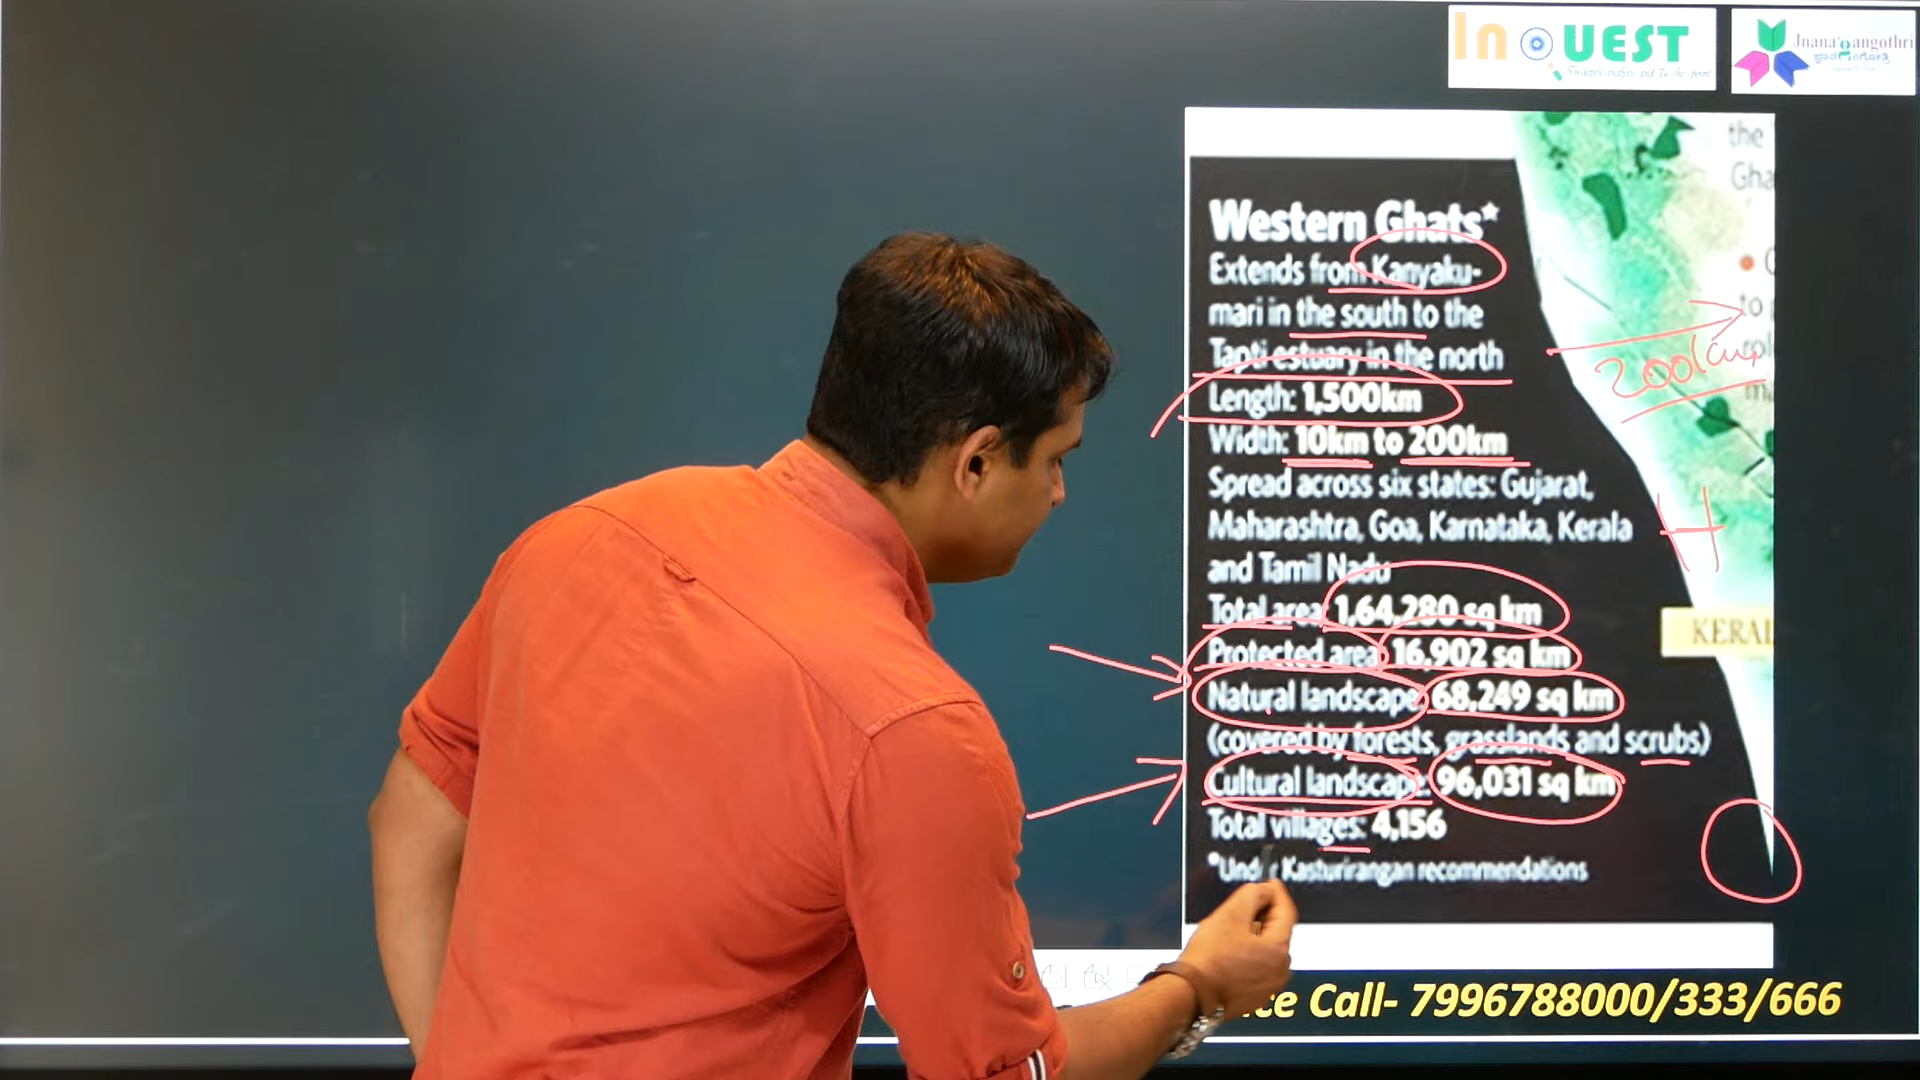 InQUEST
Jnana gangothri
the
Gha
Western Ghats*
Extends from Kanyaku-
mari in the south to the
Tapti estuary in the north
Length: 1,500km
Width: 10km to 200km
Spread across six states: Gujarat,
Maharashtra, Goa, Karnataka, Kerala
and Tamil Nadu
Total area: 1,64,280 sq km
Protected area: 16,902 sq km
Natural landscape: 68,249 sq km
(covered by forests, grasslands and scrubs)
Cultural landscape: 96,031 sq km
Total villages: 4,156
*Under Kasturirangan recommendations
to
200km
H
KERAL
Call- 7996788000/333/666